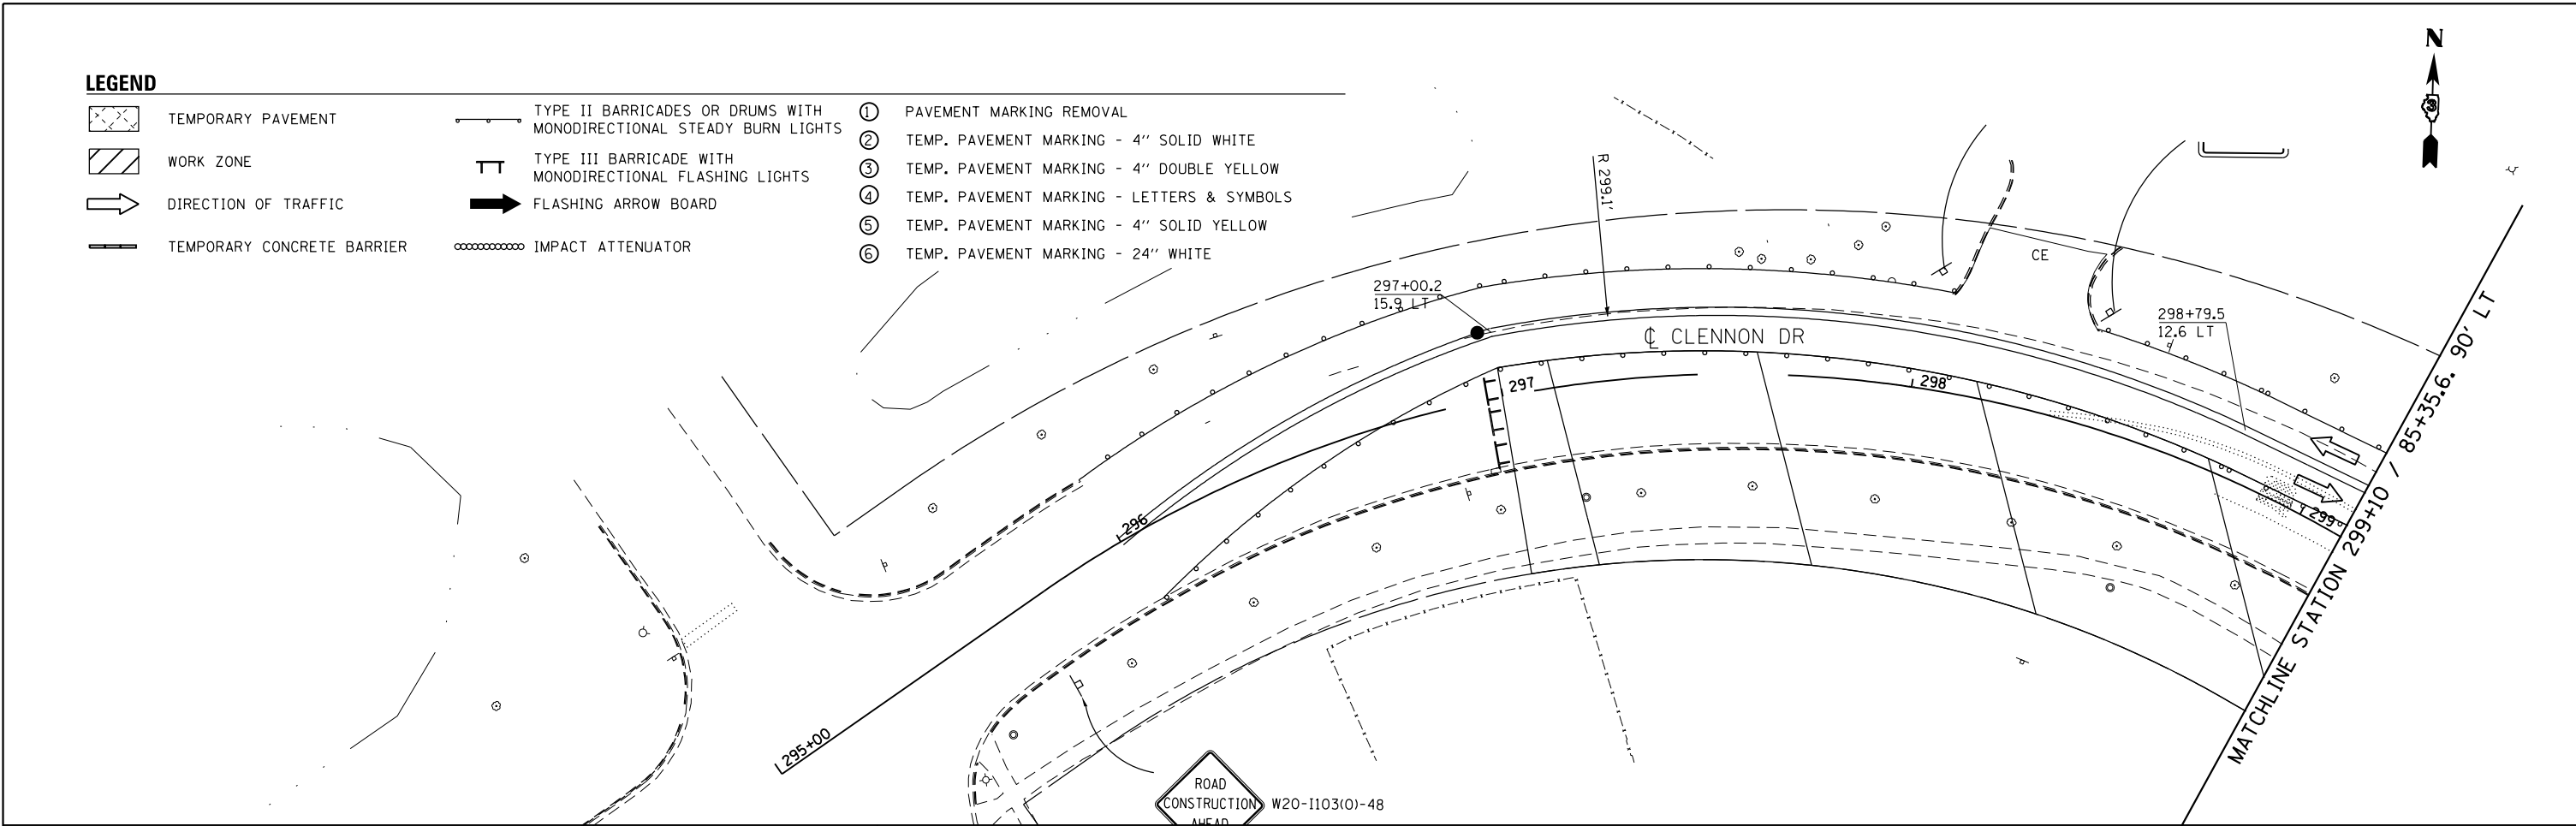 LEGEND
TEMPORARY PAVEMENT
WORK ZONE
DIRECTION OF TRAFFIC
TEMPORARY CONCRETE BARRIER
TYPE II BARRICADES OR DRUMS WITH
MONODIRECTIONAL STEADY BURN LIGHTS
TYPE III BARRICADE WITH
MONODIRECTIONAL FLASHING LIGHTS
FLASHING ARROW BOARD
IMPACT ATTENUATOR
1 PAVEMENT MARKING REMOVAL
2 TEMP. PAVEMENT MARKING - 4" SOLID WHITE
3 TEMP. PAVEMENT MARKING - 4" DOUBLE YELLOW
4 TEMP. PAVEMENT MARKING - LETTERS & SYMBOLS
5 TEMP. PAVEMENT MARKING - 4" SOLID YELLOW
6 TEMP. PAVEMENT MARKING - 24" WHITE
N
3
R 299.1'
CE
297+00.2
15.9 LT
298+79.5
12.6 LT
℄ CLENNON DR
297
298
296
299
295+00
MATCHLINE STATION 299+10 / 85+35.6. 90' LT
ROAD
CONSTRUCTION
AHEAD
W20-I103(O)-48